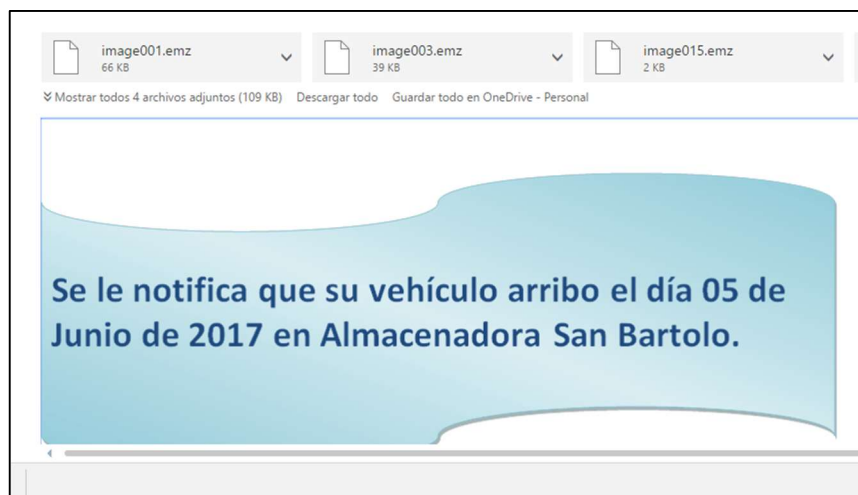 image001.emz
66 KB
image003.emz
39 KB
image015.emz
2 KB
Mostrar todos 4 archivos adjuntos (109 KB) Descargar todo Guardar todo en OneDrive - Personal
Se le notifica que su vehículo arribo el día 05 de
Junio de 2017 en Almacenadora San Bartolo.